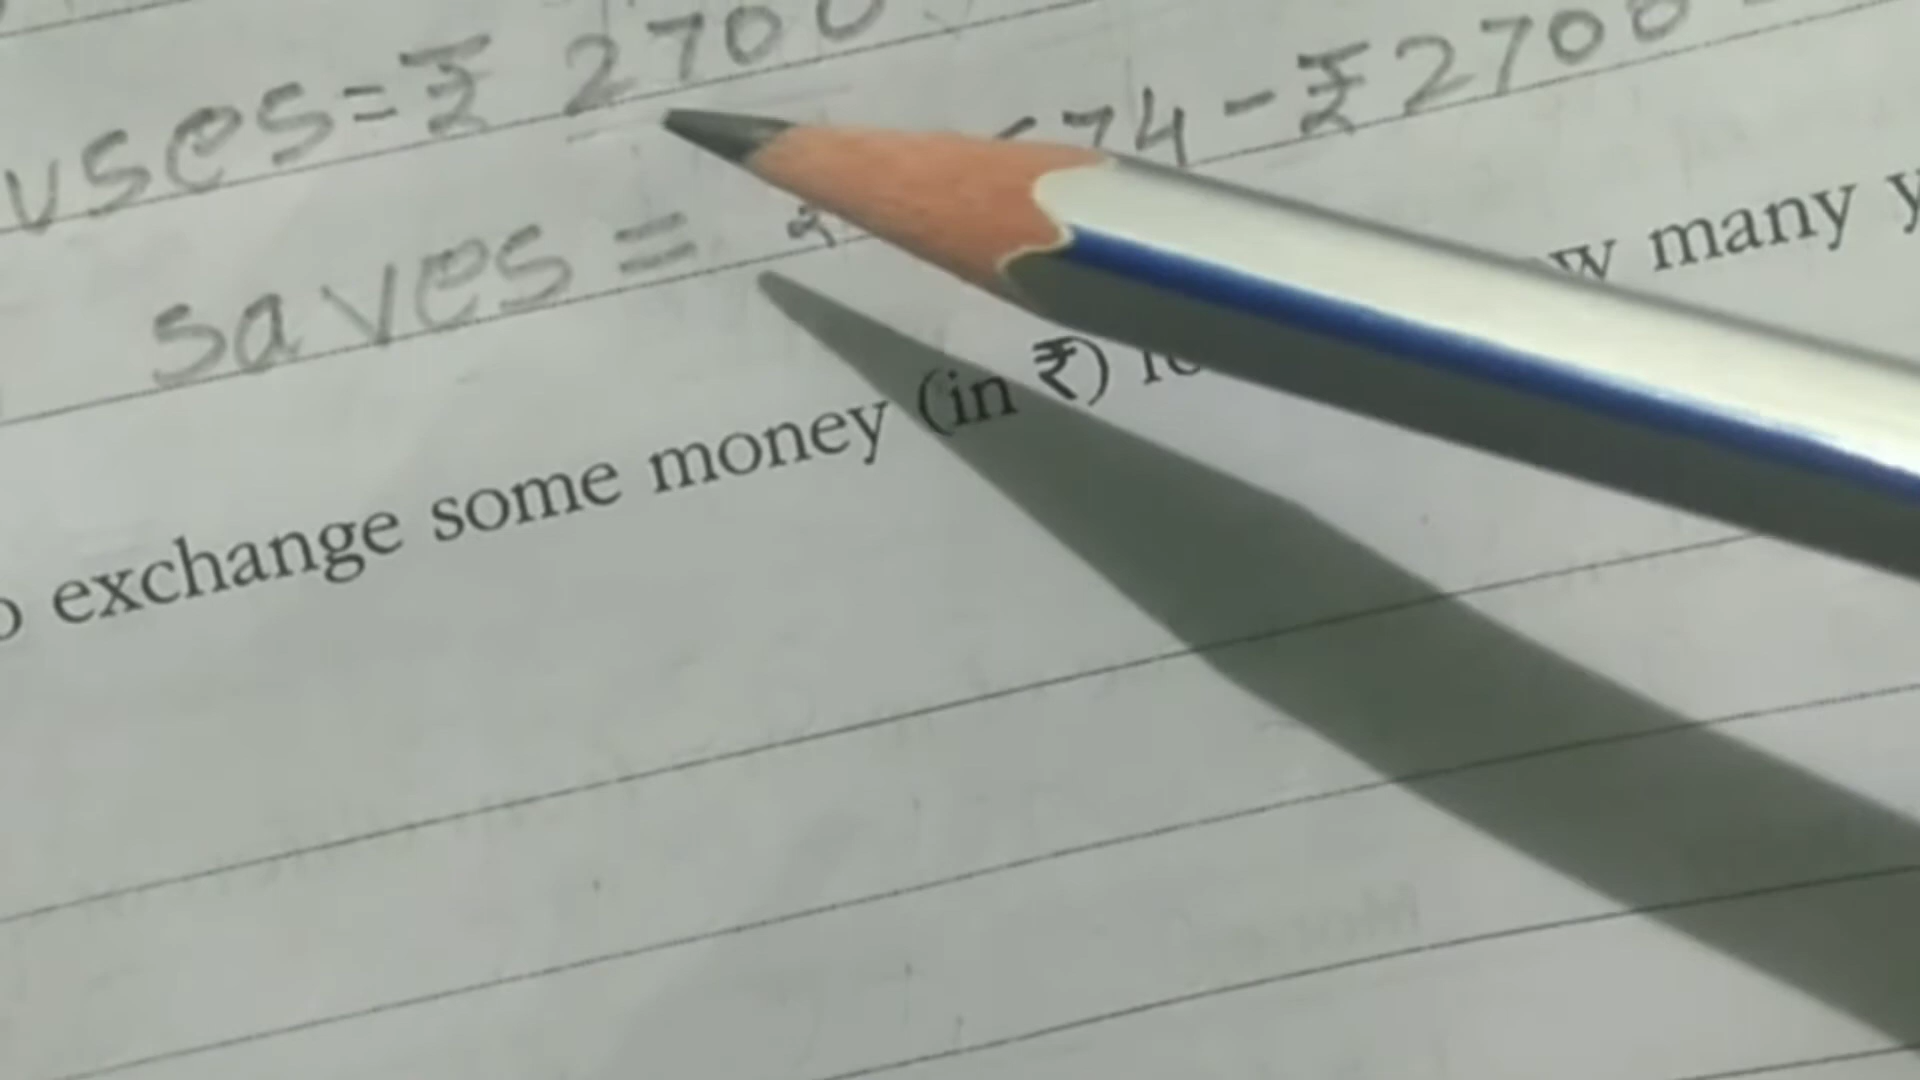 uses = ₹ 2700
saves = 74 - ₹2700
many
exchange some money (in ₹)